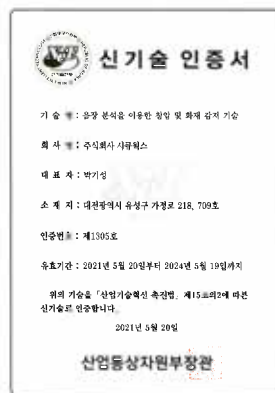 신기술 인증서
기 술 명 : 음장 분석을 이용한 침입 및 화재 감지 기술
회 사 명 : 주식회사 시큐웍스
대 표 자 : 박기성
소 재 지 : 대전광역시 유성구 가정로 218, 709호
인증번호 : 제1305호
유효기간 : 2021년 5월 20일부터 2024년 5월 19일까지
위의 기술을 「산업기술혁신 촉진법」 제15조의2에 따른
신기술로 인증합니다.
2021년 5월 20일
산업통상자원부장관